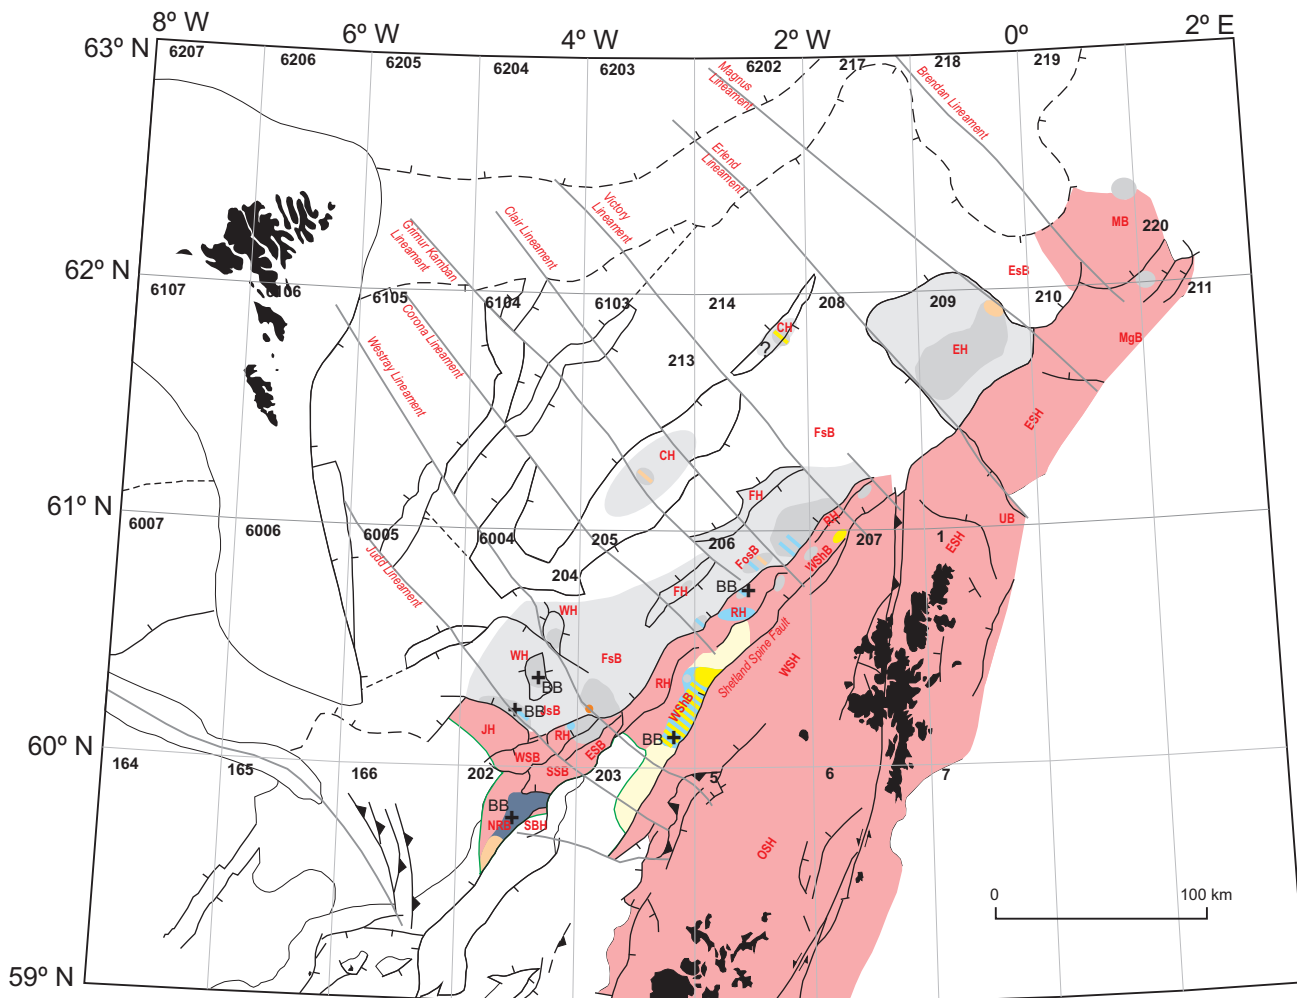 8º W
6º W
4º W
2º W
0º
2º E
63º N
6207
6206
6205
6204
6203
6202
217
218
219
Magnus
Lineament
Brendan Lineament
Erlend
Lineament
Victory
Lineament
Clair Lineament
Grimur Kamban
Lineament
MB
220
62º N
6107
6106
6105
6104
6103
214
208
209
EsB
210
211
Corona Lineament
Westray Lineament
CH
?
213
EH
MgB
ESH
FsB
CH
61º N
6007
6006
6005
6004
205
206
FH
RH
207
1
ESH
UB
WShB
FosB
Judd Lineament
204
FH
BB
RH
WH
Shetland Spine Fault
WSH
WH
FsB
BB
RH
WShB
BB
JsB
JH
RH
ESB
BB
60º N
164
165
166
202
WSB
SSB
203
5
6
7
BB
NRB
SBH
OSH
0
100 km
59º N